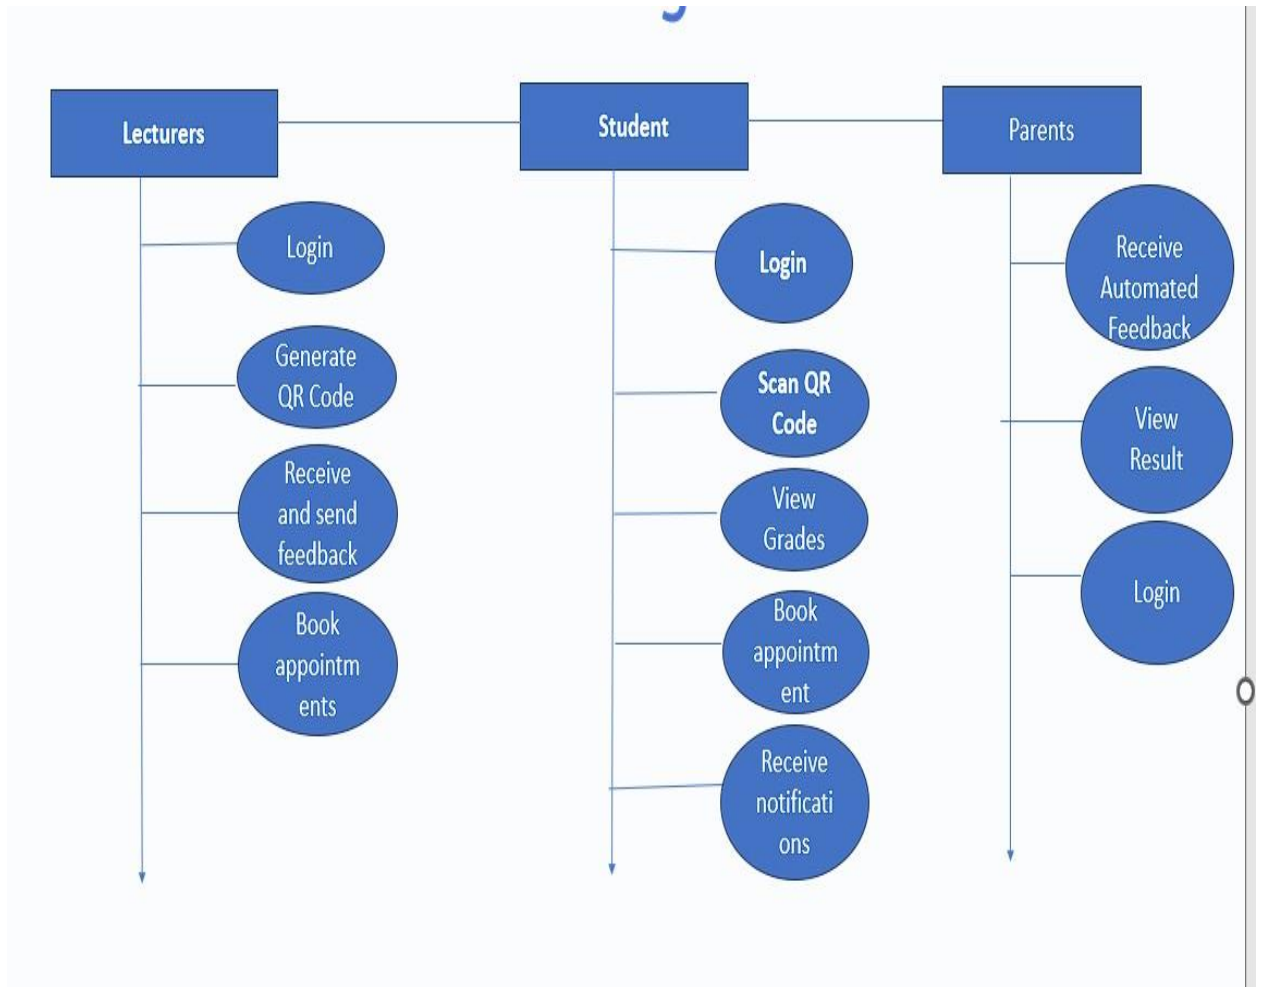 Lecturers
Student
Parents
Login
Generate
QR Code
Receive
and send
feedback
Book
appointm
ents
Login
Scan QR
Code
View
Grades
Book
appointm
ent
Receive
notificati
ons
Receive
Automated
Feedback
View
Result
Login